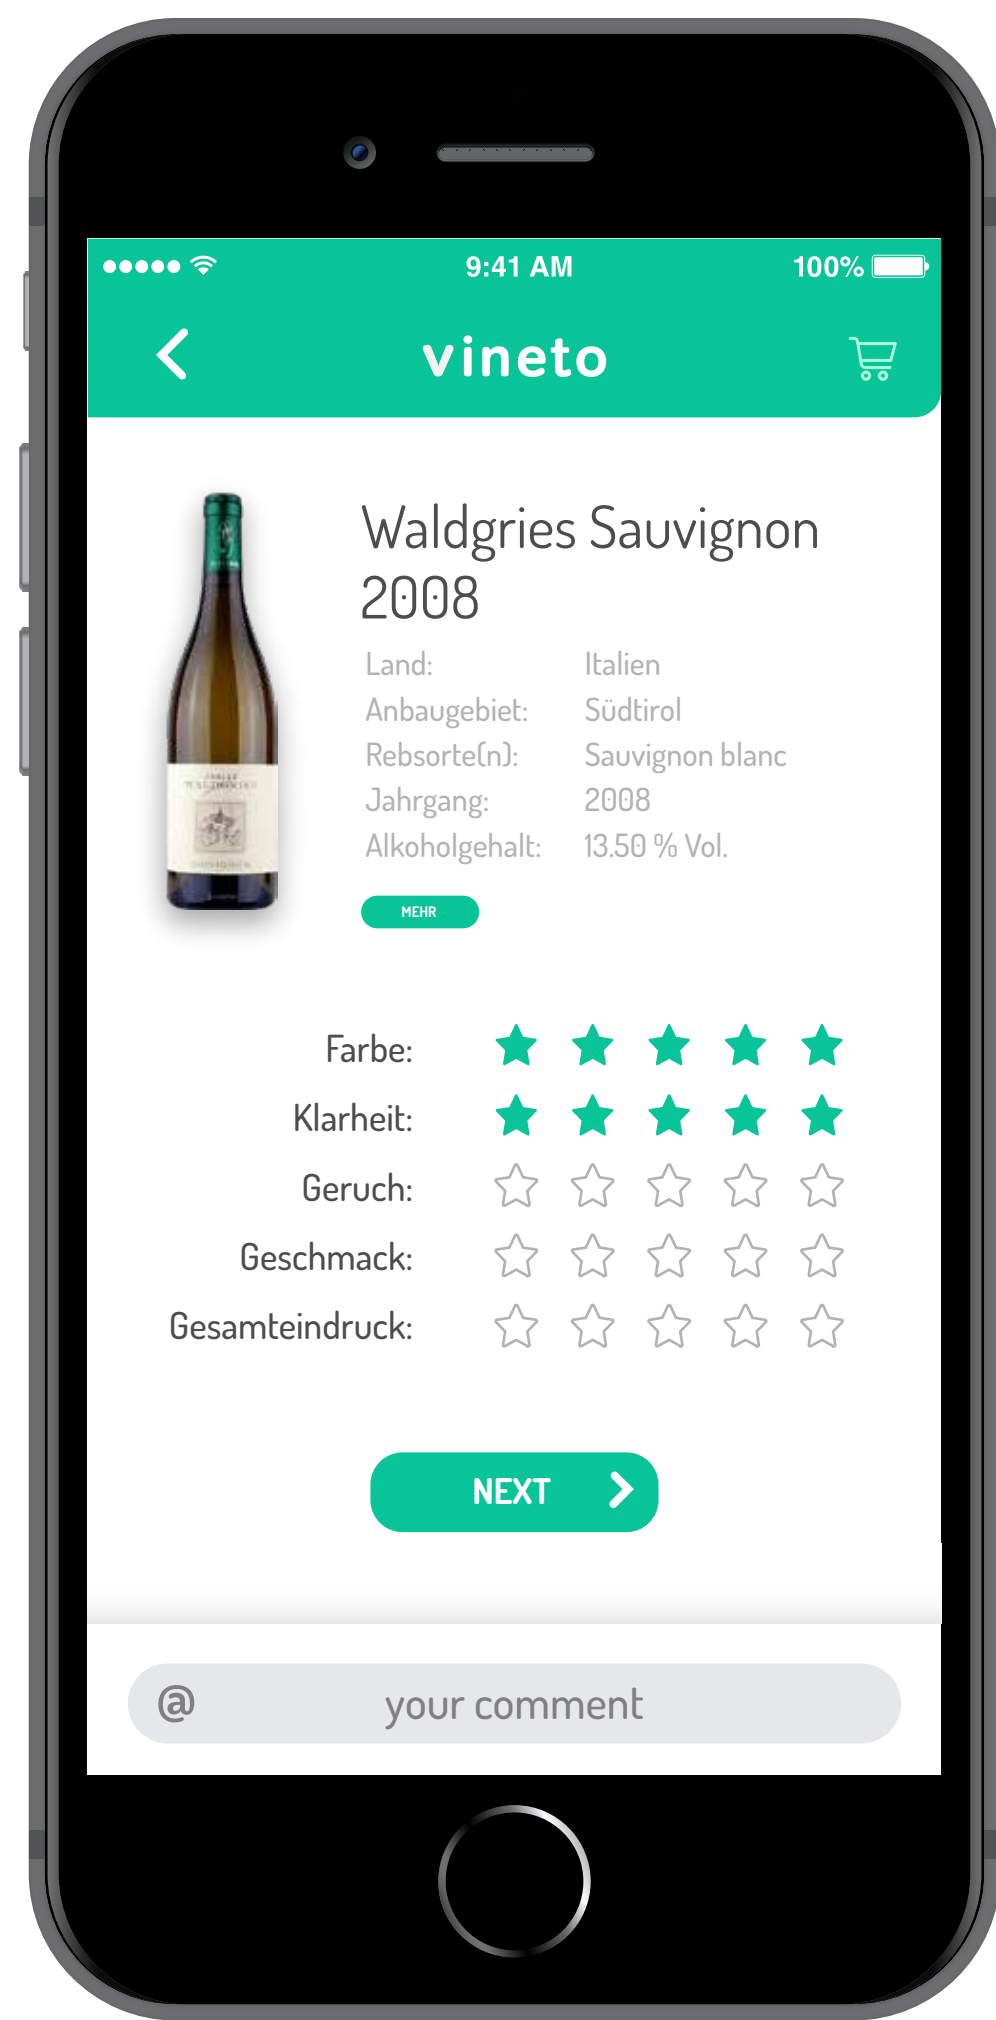 9:41 AM 100%
vineto
Waldgries Sauvignon
2008
Land: Italien
Anbaugebiet: Südtirol
Rebsorte(n): Sauvignon blanc
Jahrgang: 2008
Alkoholgehalt: 13.50 % Vol.
MEHR
Farbe:
Klarheit:
Geruch:
Geschmack:
Gesamteindruck:
NEXT
@ your comment